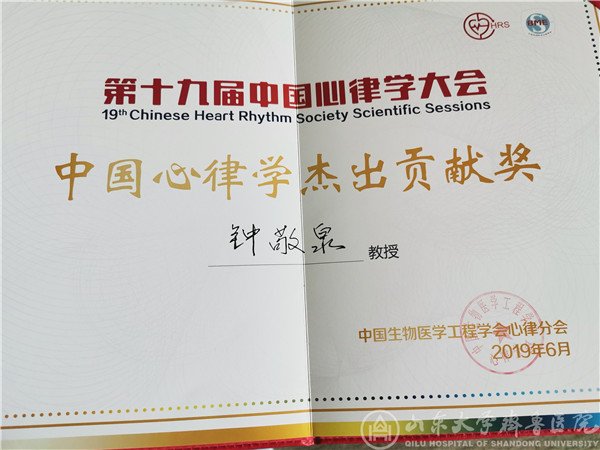 HRS
第十九届中国心律学大会
19th Chinese Heart Rhythm Society Scientific Sessions
中国心律学杰出贡献奖
钟敬泉 教授
中国生物医学工程学会心律分会
2019年6月
山东大学齐鲁医院
QILU HOSPITAL OF SHANDONG UNIVERSITY